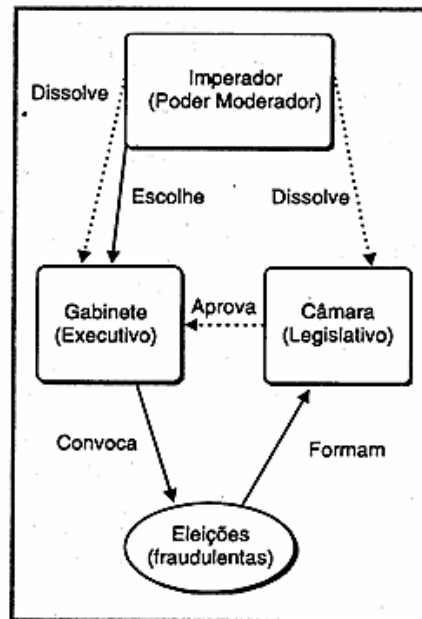 Imperador
(Poder Moderador)
Dissolve
Escolhe
Dissolve
Gabinete
(Executivo)
Aprova
Câmara
(Legislativo)
Convoca
Formam
Eleições
(fraudulentas)